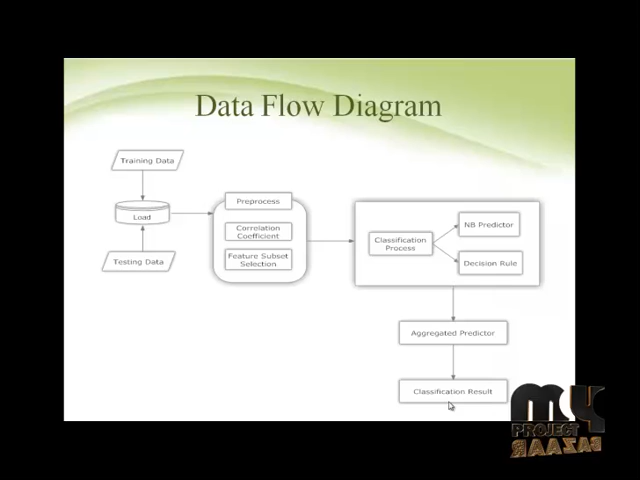 Data Flow Diagram
Training Data
Load
Testing Data
Preprocess
Correlation
Coefficient
Feature Subset
Selection
Classification
Process
NB Predictor
Decision Rule
Aggregated Predictor
Classification Result
my
PROJECT
BAZAAR